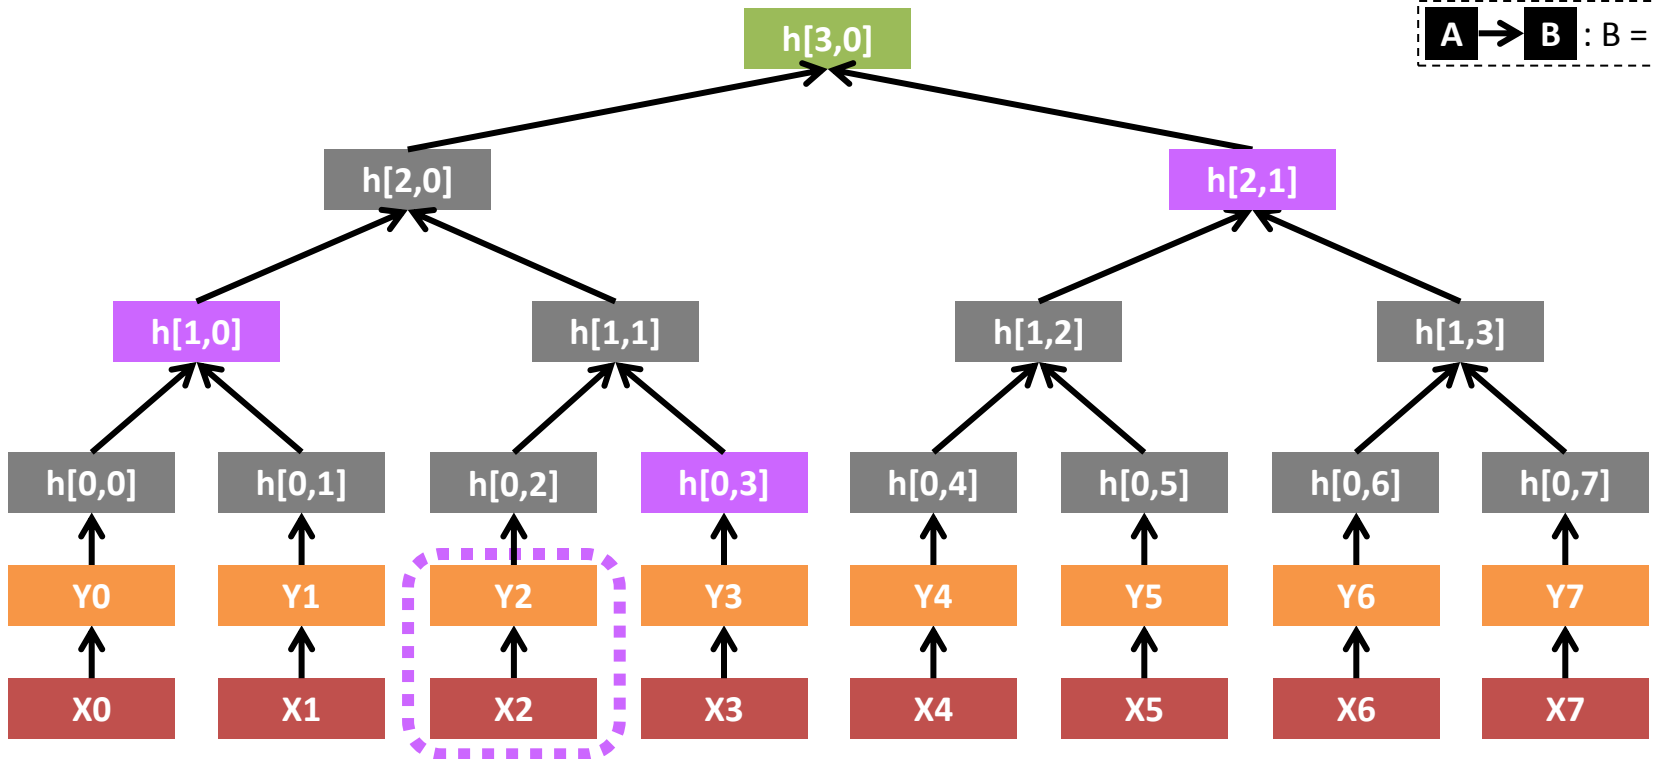 h[3,0]
A B : B =
h[2,0] h[2,1]
h[1,0] h[1,1] h[1,2] h[1,3]
h[0,0] h[0,1] h[0,2] h[0,3] h[0,4] h[0,5] h[0,6] h[0,7]
Y0 Y1 Y2 Y3 Y4 Y5 Y6 Y7
X0 X1 X2 X3 X4 X5 X6 X7